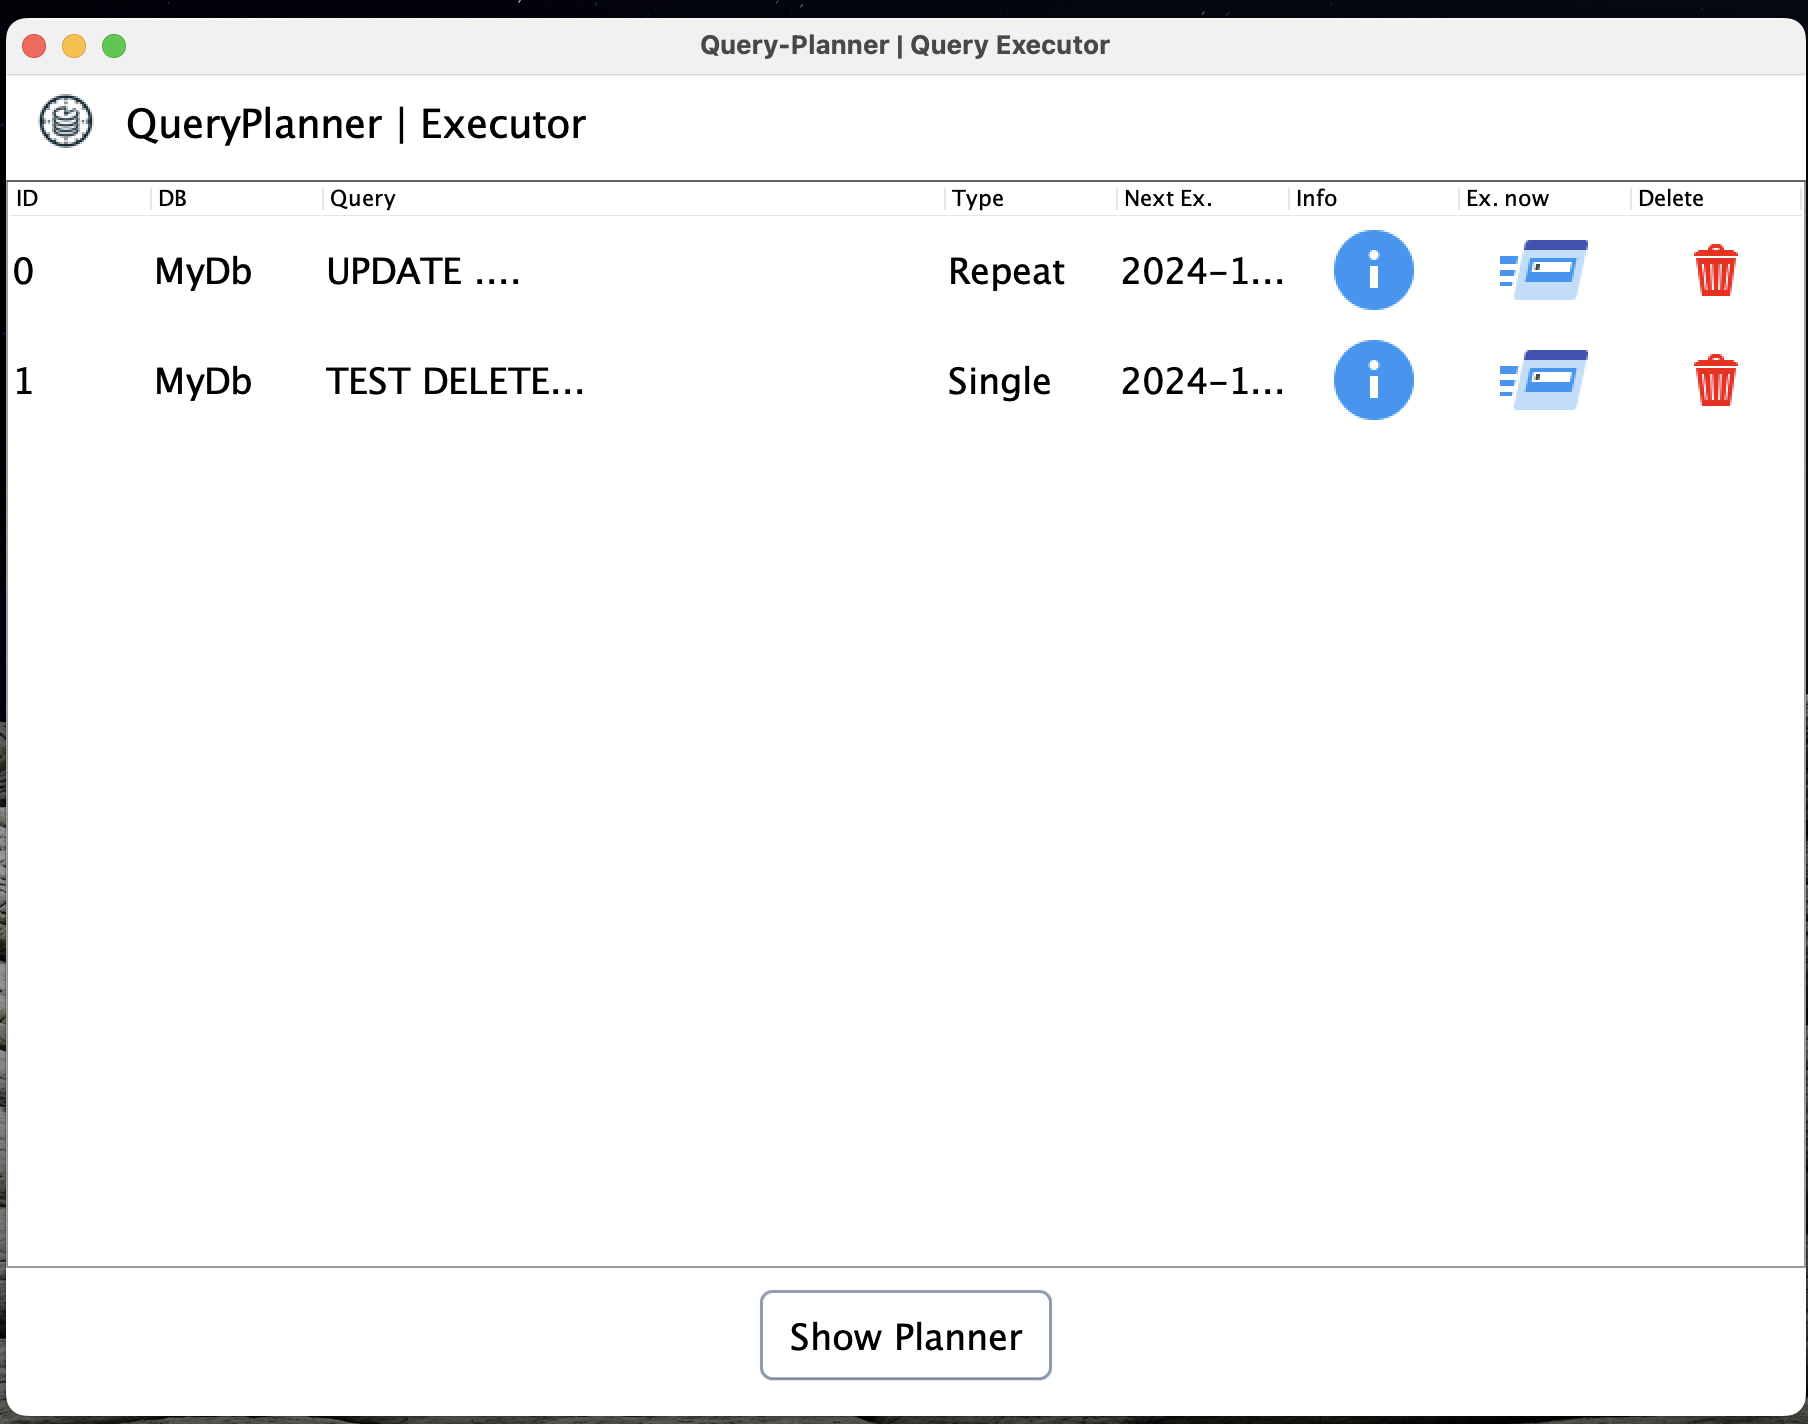 Query-Planner | Query Executor
QueryPlanner | Executor
ID DB Query Type Next Ex. Info Ex. now Delete
0 MyDb UPDATE .... Repeat 2024-1...
1 MyDb TEST DELETE... Single 2024-1...
Show Planner